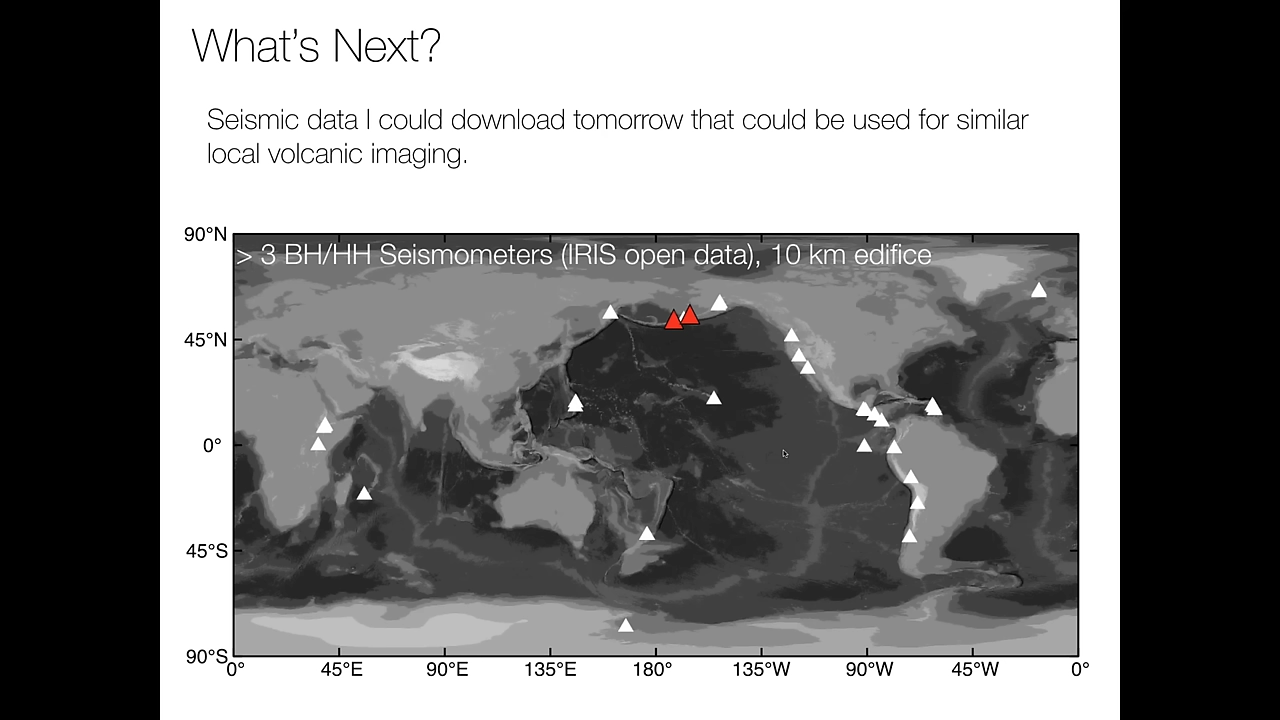 What's Next?
Seismic data I could download tomorrow that could be used for similar
local volcanic imaging.
90°N
> 3 BH/HH Seismometers (IRIS open data), 10 km edifice
45°N
0°
45°S
90°S
0° 45°E 90°E 135°E 180° 135°W 90°W 45°W 0°